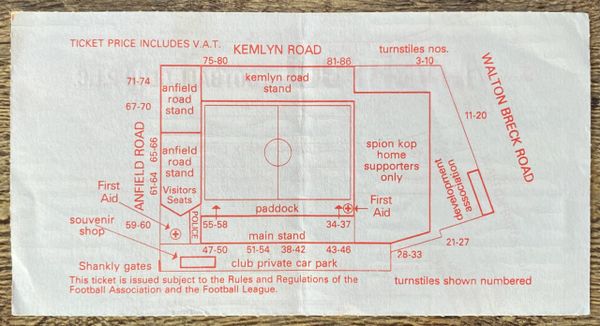 TICKET PRICE INCLUDES V.A.T.
KEMLYN ROAD
turnstiles nos.
75-80
81-86
3-10
71-74
anfield
road
stand
kemlyn road
stand
67-70
WALTON BRECK ROAD
11-20
ANFIELD ROAD
65-66
61-64
anfield
road
stand
Visitors
Seats
spion kop
home
supporters
only
development
association
First
Aid
paddock
First
Aid
souvenir
shop
59-60
POLICE
55-58
34-37
main stand
21-27
47-50
51-54
38-42
43-46
28-33
Shankly gates
club private car park
This ticket is issued subject to the Rules and Regulations of the
Football Association and the Football League.
turnstiles shown numbered